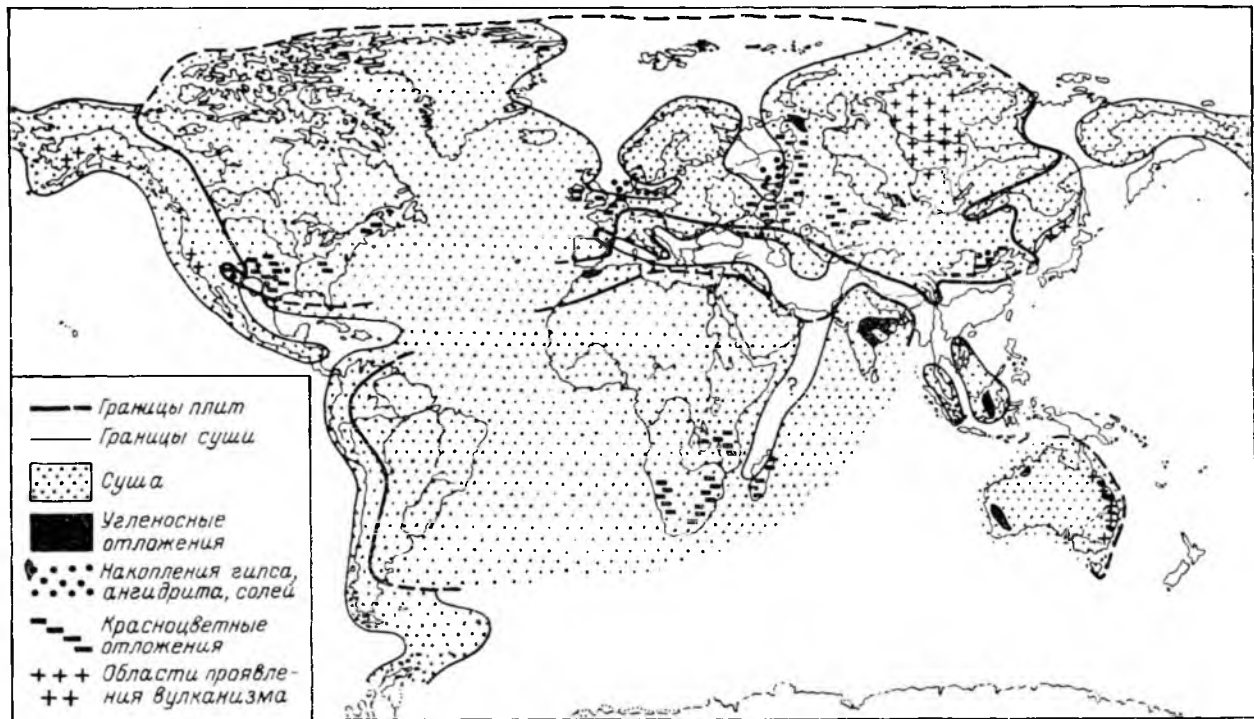 ?
Границы плит
Границы суши
Суша
Угленосные
отложения
Накопления гипса,
ангидрита, солей
Красноцветные
отложения
Области проявле-
ния вулканизма